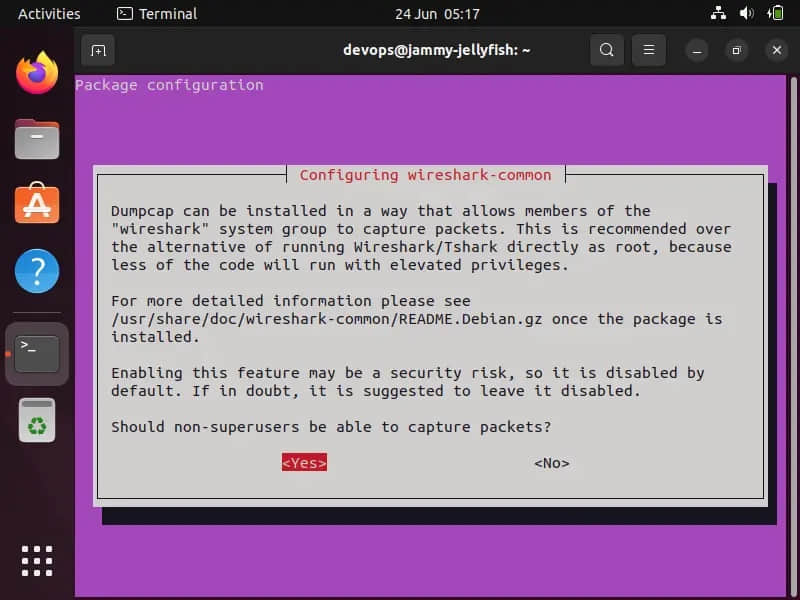 Activities
Terminal
24 Jun 05:17
devops@jammy-jellyfish: ~
Package configuration
Configuring wireshark-common
Dumpcap can be installed in a way that allows members of the
"wireshark" system group to capture packets. This is recommended over
the alternative of running Wireshark/Tshark directly as root, because
less of the code will run with elevated privileges.
For more detailed information please see
/usr/share/doc/wireshark-common/README.Debian.gz once the package is
installed.
Enabling this feature may be a security risk, so it is disabled by
default. If in doubt, it is suggested to leave it disabled.
Should non-superusers be able to capture packets?
<Yes>
<No>